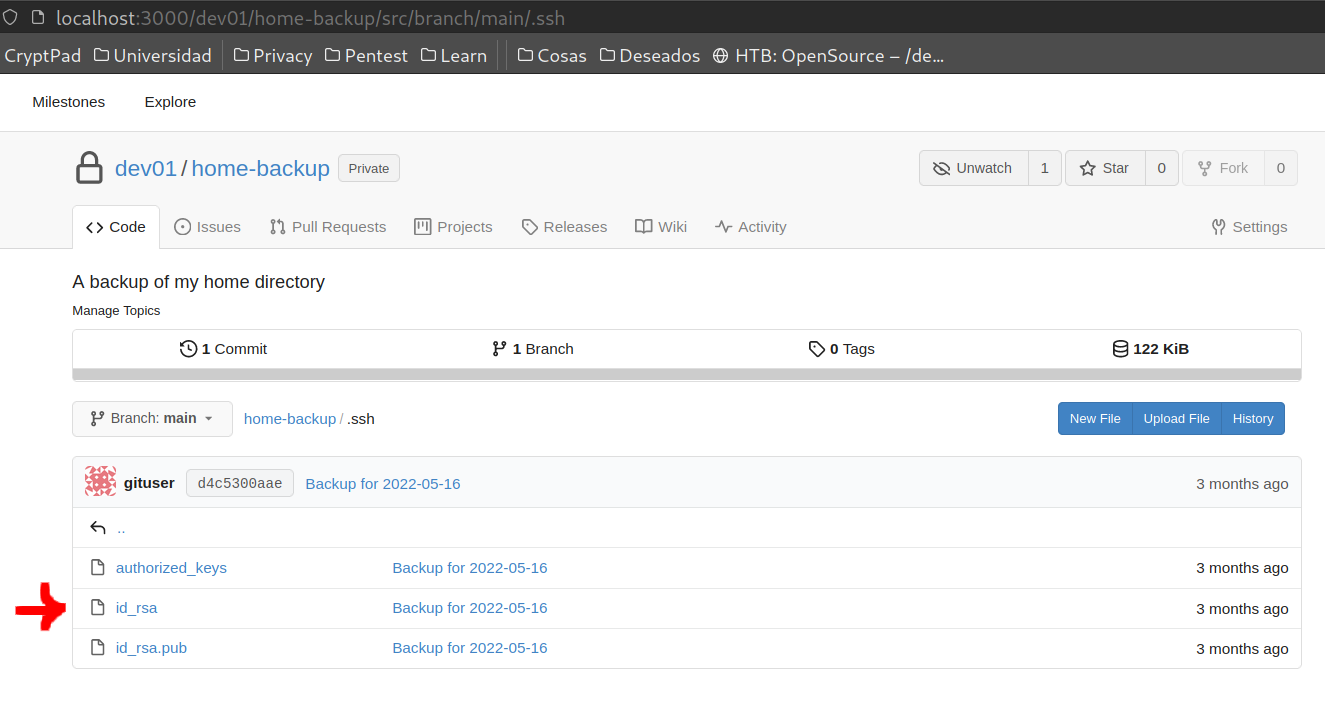 localhost:3000/dev01/home-backup/src/branch/main/.ssh
CryptPad Universidad Privacy Pentest Learn Cosas Deseados HTB: OpenSource – /de...
Milestones Explore
dev01/home-backup Private Unwatch 1 Star 0 Fork 0
Code Issues Pull Requests Projects Releases Wiki Activity Settings
A backup of my home directory
Manage Topics
1 Commit 1 Branch 0 Tags 122 KiB
Branch: main home-backup/.ssh New File Upload File History
gituser d4c5300aae Backup for 2022-05-16 3 months ago
..
authorized_keys Backup for 2022-05-16 3 months ago
id_rsa Backup for 2022-05-16 3 months ago
id_rsa.pub Backup for 2022-05-16 3 months ago